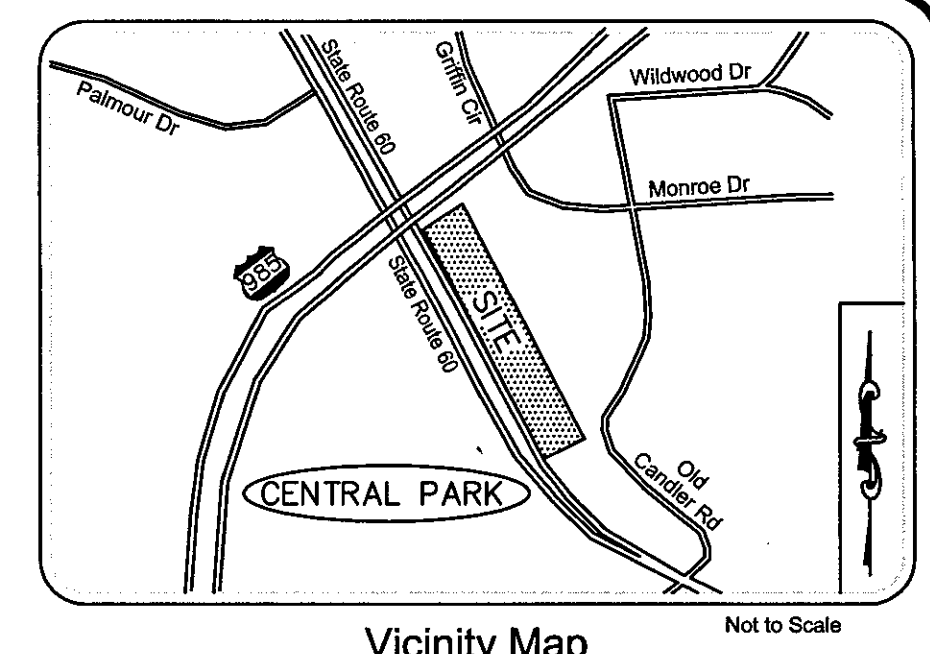 Palmour Dr
State Route 60
Griffin Cir
Wildwood Dr
Monroe Dr
985
State Route 60
SITE
CENTRAL PARK
Old
Candler Rd
Not to Scale
Vicinity Map